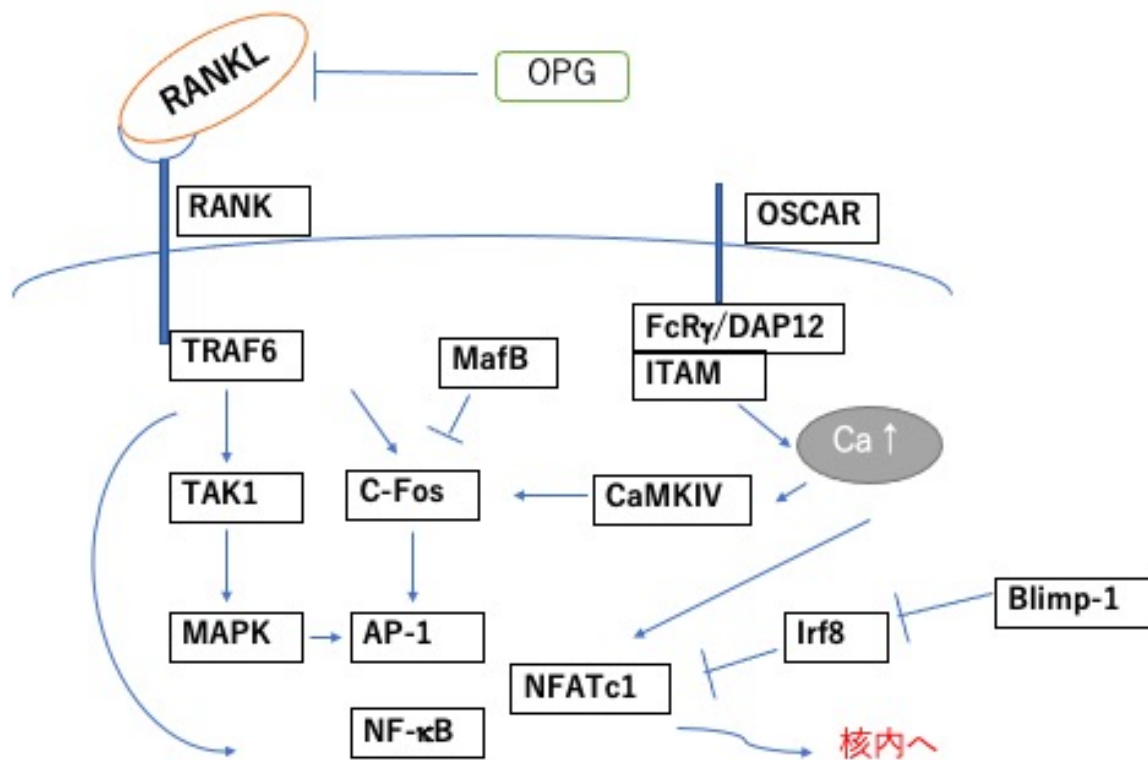 RANKL
OPG
RANK
OSCAR
FcRγ/DAP12
TRAF6
MafB
ITAM
Ca↑
TAK1
C-Fos
CaMKIV
Blimp-1
MAPK
AP-1
Irf8
NFATc1
NF-κB
核内へ